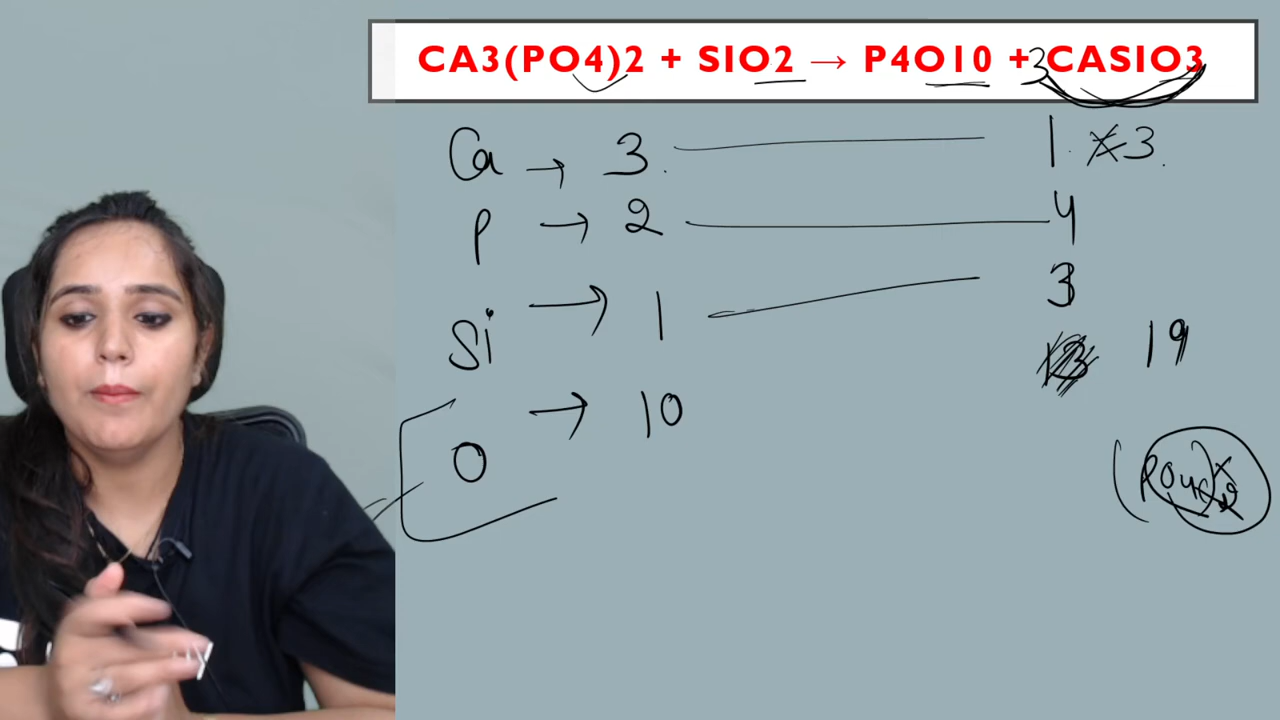 CA3(PO4)2 + SIO2 → P4O10 + 3CASIO3
Ca → 3. 1. × 3.
P → 2 4
Si → 1 3
O → 10 19